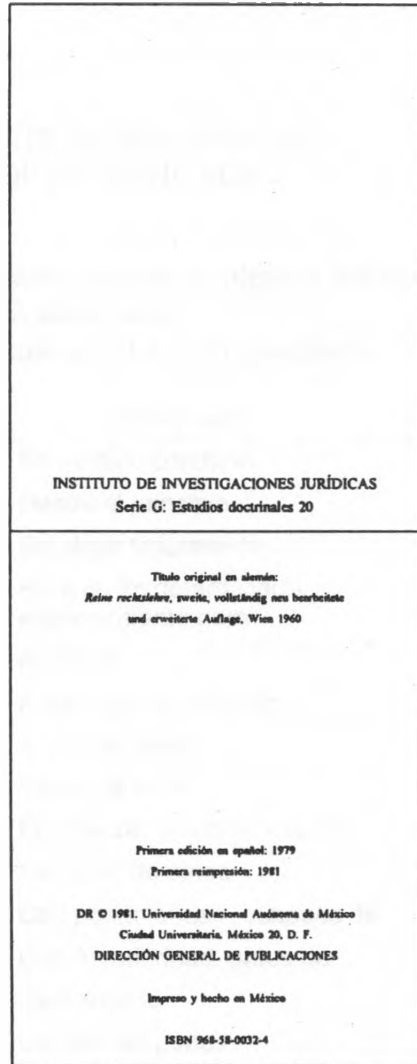 INSTITUTO DE INVESTIGACIONES JURÍDICAS
Serie G: Estudios doctrinales 20
Título original en alemán:
Reine rechtslehre, zweite, vollständig neu bearbeitete
und erweiterte Auflage, Wien 1960
Primera edición en español: 1979
Primera reimpresión: 1981
DR © 1981. Universidad Nacional Autónoma de México
Ciudad Universitaria. México 20, D. F.
DIRECCIÓN GENERAL DE PUBLICACIONES
Impreso y hecho en México
ISBN 968-58-0032-4